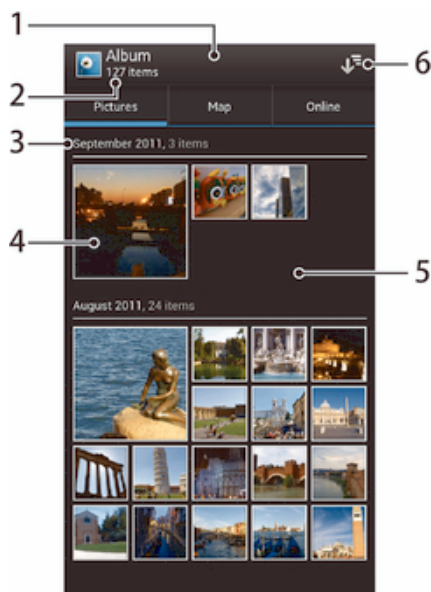 1
Album
6
127 items
2
Pictures
Map
Online
3
September 2011, 3 items
4
5
August 2011, 24 items